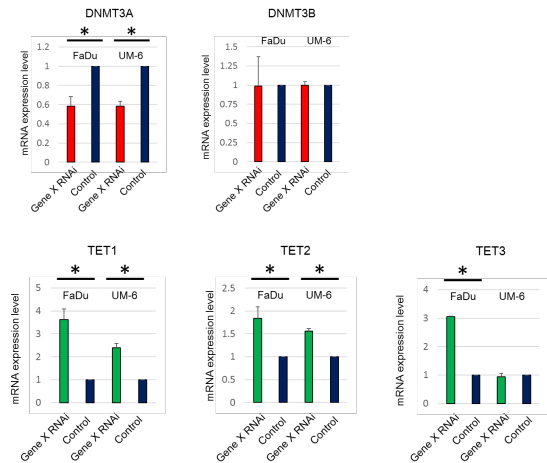 DNMT3A
*
*
FaDu
UM-6
mRNA expression level
1.2
1
0.8
0.6
0.4
0.2
0
Gene X RNAi
Control
Gene X RNAi
Control
DNMT3B
FaDu
UM-6
mRNA expression level
1.5
1.25
1
0.75
0.5
0.25
0
Gene X RNAi
Control
Gene X RNAi
Control
TET1
*
*
FaDu
UM-6
mRNA expression level
5
4
3
2
1
0
Gene X RNAi
Control
Gene X RNAi
Control
TET2
*
*
FaDu
UM-6
mRNA expression level
2.5
2
1.5
1
0.5
0
Gene X RNAi
Control
Gene X RNAi
Control
TET3
*
FaDu
UM-6
mRNA expression level
4
3
2
1
0
Gene X RNAi
Control
Gene X RNAi
Control